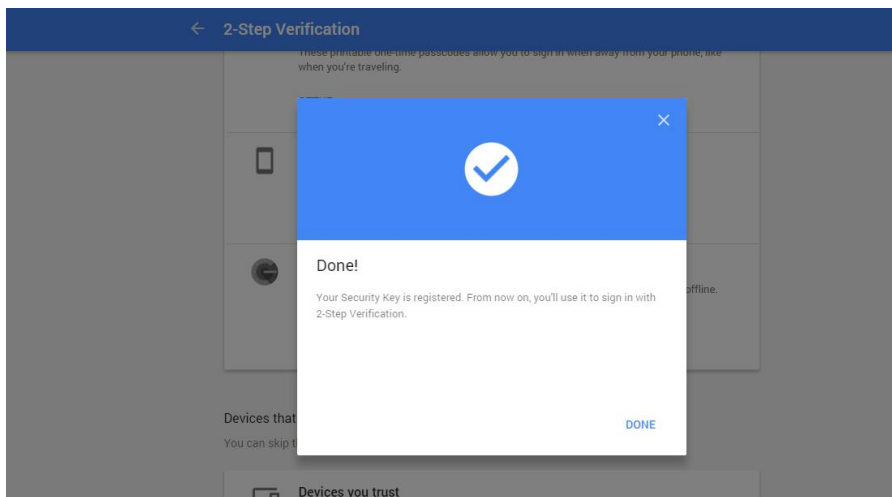 2-Step Verification
These printable one-time passcodes allow you to sign in when away from your phone, like
when you're traveling.
Done!
Your Security Key is registered. From now on, you'll use it to sign in with
2-Step Verification.
offline.
DONE
Devices that
You can skip
Devices you trust